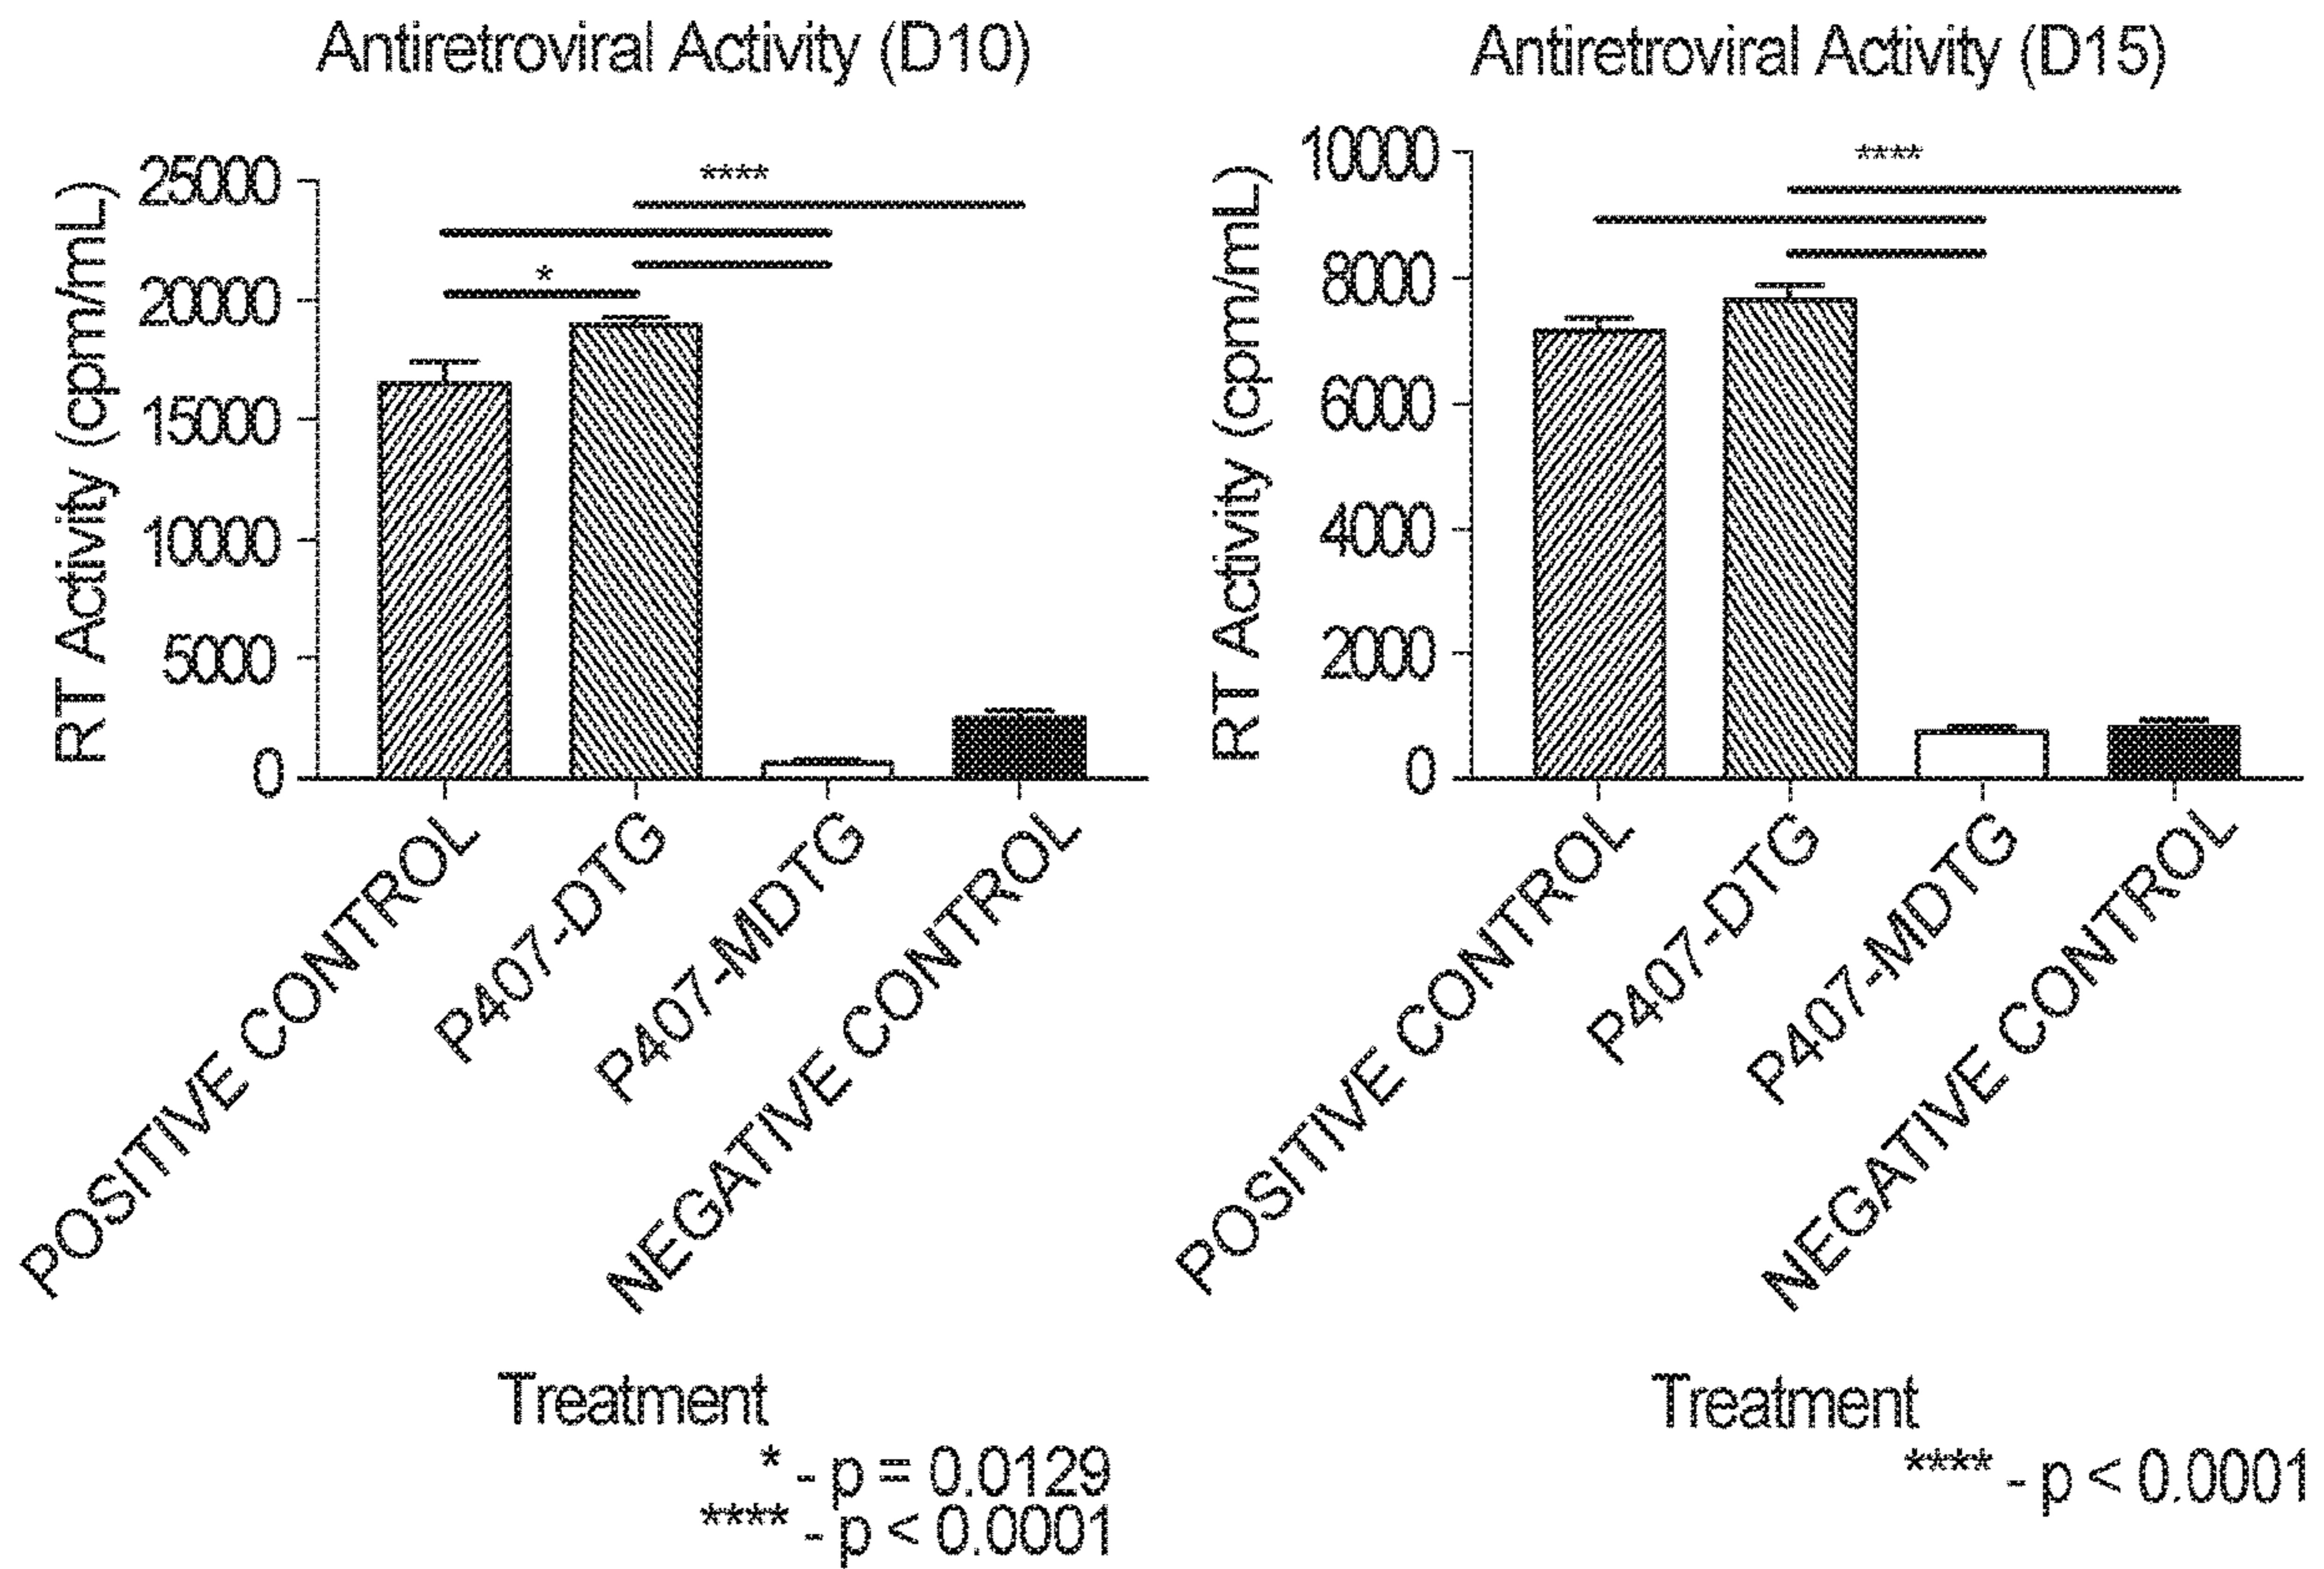 Antiretroviral Activity (D10)
RT Activity (cpm/mL)
25000
20000
15000
10000
5000
0
****
*
POSITIVE CONTROL
P407-DTG
P407-MDTG
NEGATIVE CONTROL
Treatment
* - p = 0.0129
**** - p < 0.0001
Antiretroviral Activity (D15)
RT Activity (cpm/mL)
10000
8000
6000
4000
2000
0
****
POSITIVE CONTROL
P407-DTG
P407-MDTG
NEGATIVE CONTROL
Treatment
**** - p < 0.0001